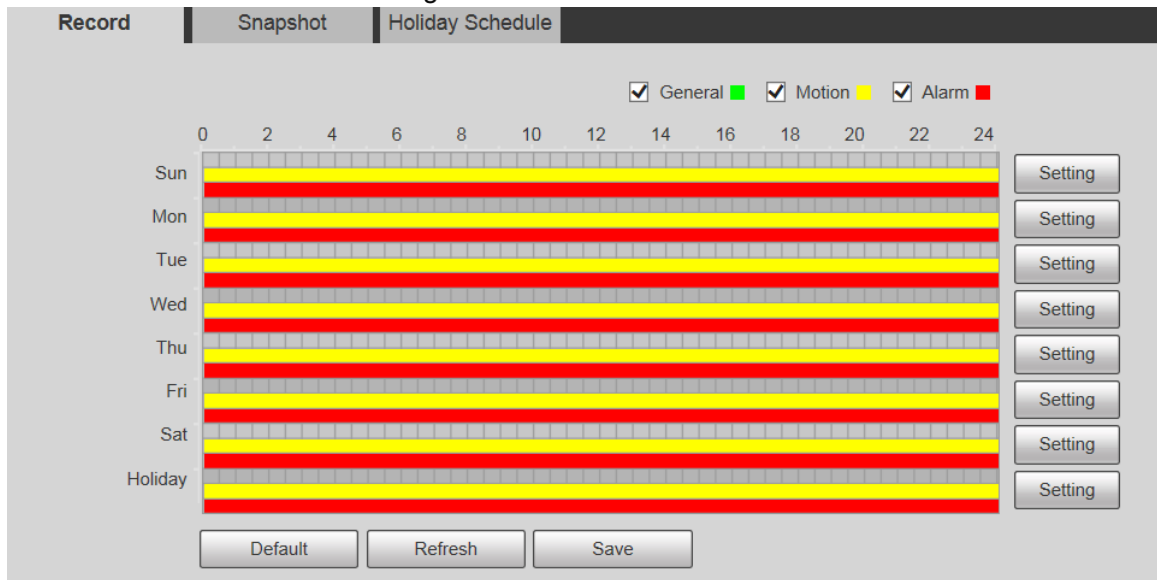 Record Snapshot Holiday Schedule
General Motion Alarm
0 2 4 6 8 10 12 14 16 18 20 22 24
Sun Setting
Mon Setting
Tue Setting
Wed Setting
Thu Setting
Fri Setting
Sat Setting
Holiday Setting
Default Refresh Save